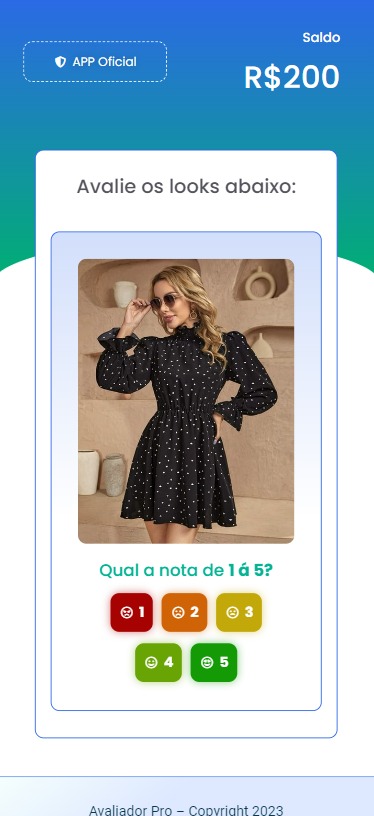 Saldo
APP Oficial
R$200
Avalie os looks abaixo:
Qual a nota de 1 á 5?
1 2 3
4 5
Avaliador Pro – Copyright 2023